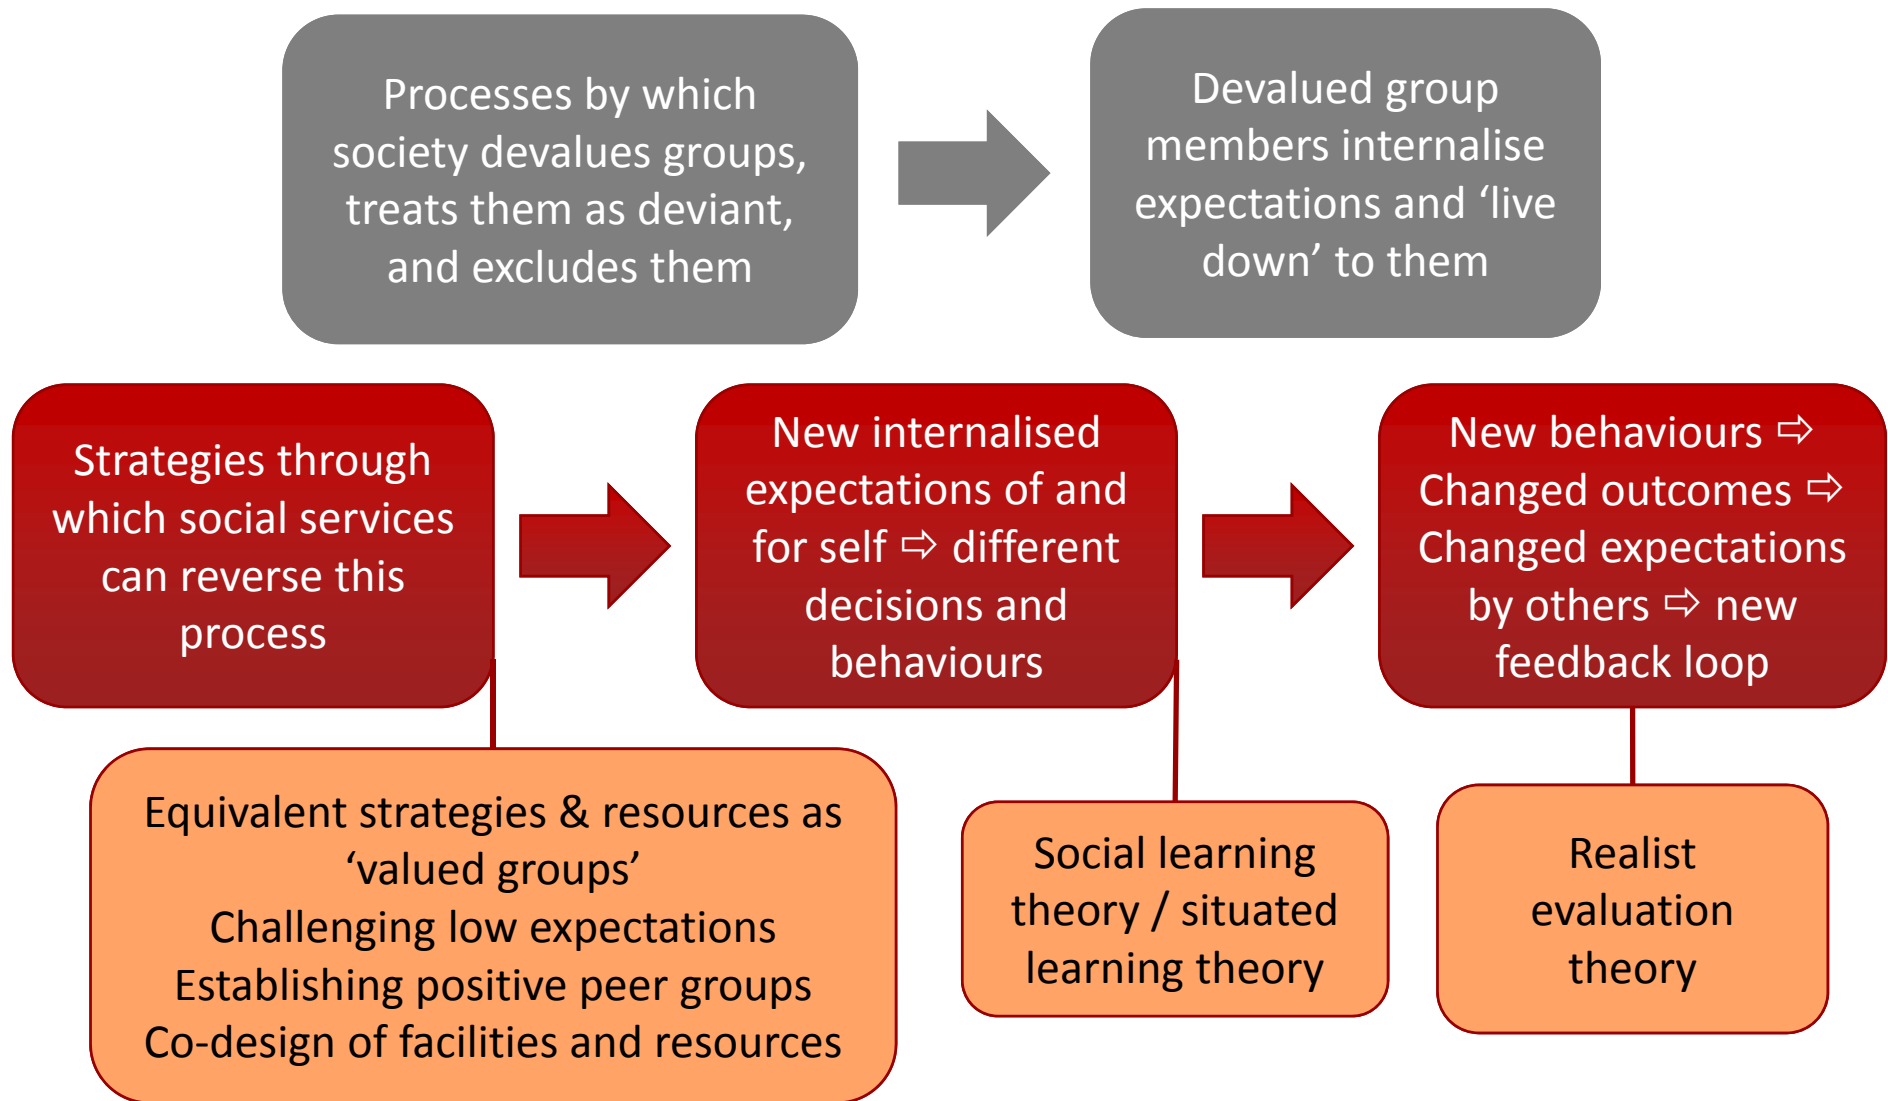 Processes by which
society devalues groups,
treats them as deviant,
and excludes them
Devalued group
members internalise
expectations and ‘live
down’ to them
Strategies through
which social services
can reverse this
process
New internalised
expectations of and
for self ⇨ different
decisions and
behaviours
New behaviours ⇨
Changed outcomes ⇨
Changed expectations
by others ⇨ new
feedback loop
Equivalent strategies & resources as
‘valued groups’
Challenging low expectations
Establishing positive peer groups
Co-design of facilities and resources
Social learning
theory / situated
learning theory
Realist
evaluation
theory